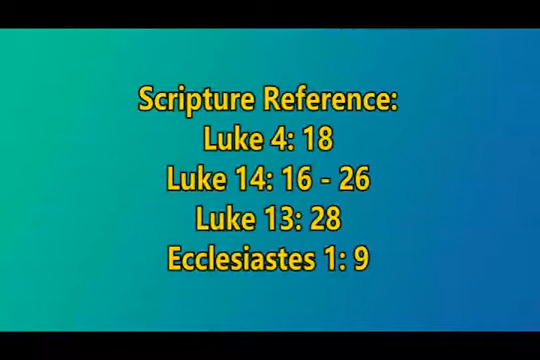 Scripture Reference:
Luke 4: 18
Luke 14: 16 - 26
Luke 13: 28
Ecclesiastes 1: 9